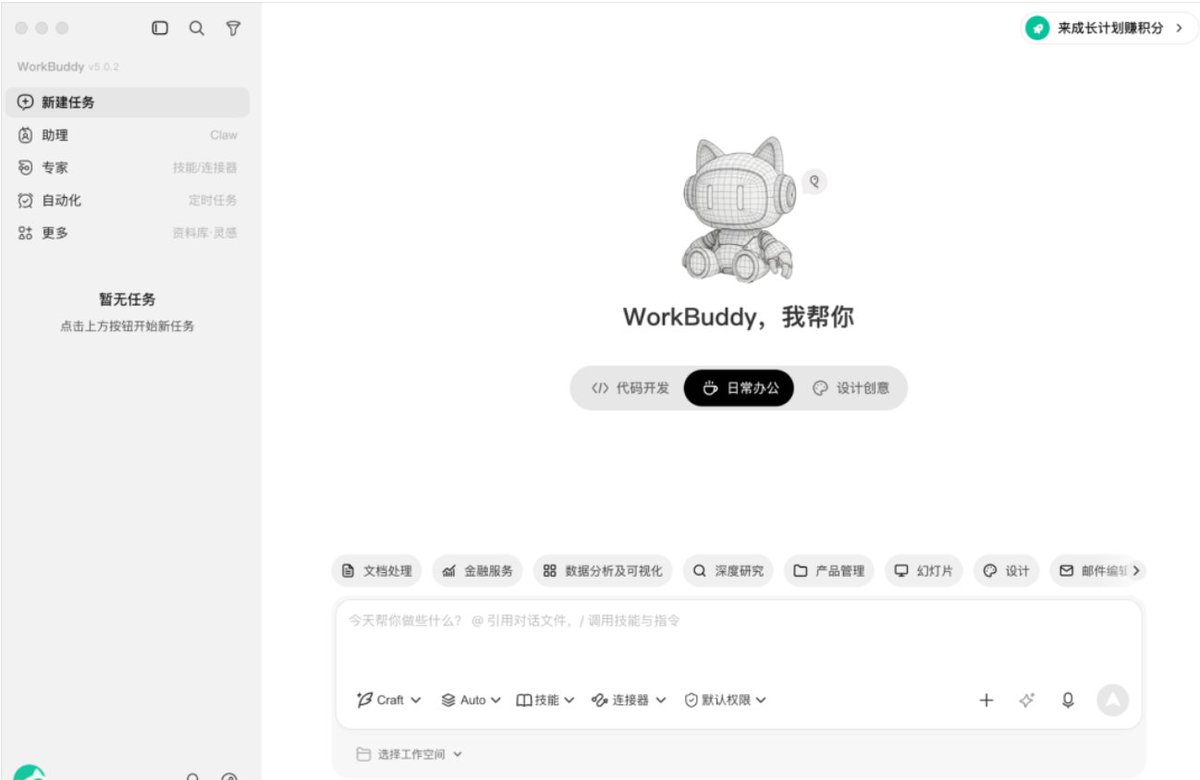 来成长计划赚积分
WorkBuddy v5.0.2
新建任务
助理 Claw
专家 技能/连接器
自动化 定时任务
更多 资料库·灵感
暂无任务
点击上方按钮开始新任务
WorkBuddy，我帮你
代码开发 日常办公 设计创意
文档处理 金融服务 数据分析及可视化 深度研究 产品管理 幻灯片 设计 邮件编
今天帮你做些什么？ @ 引用对话文件，/ 调用技能与指令
Craft Auto 技能 连接器 默认权限
选择工作空间